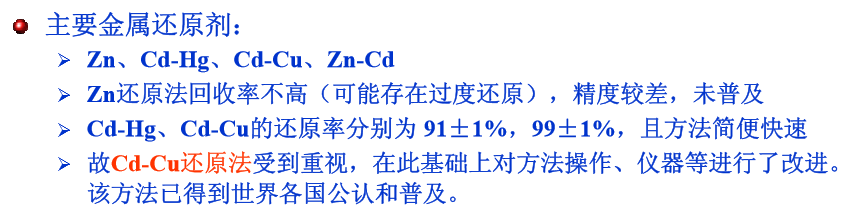 主要金属还原剂：
Zn、Cd-Hg、Cd-Cu、Zn-Cd
Zn还原法回收率不高（可能存在过度还原），精度较差，未普及
Cd-Hg、Cd-Cu的还原率分别为 91±1%，99±1%，且方法简便快速
故Cd-Cu还原法受到重视，在此基础上对方法操作、仪器等进行了改进。
该方法已得到世界各国公认和普及。